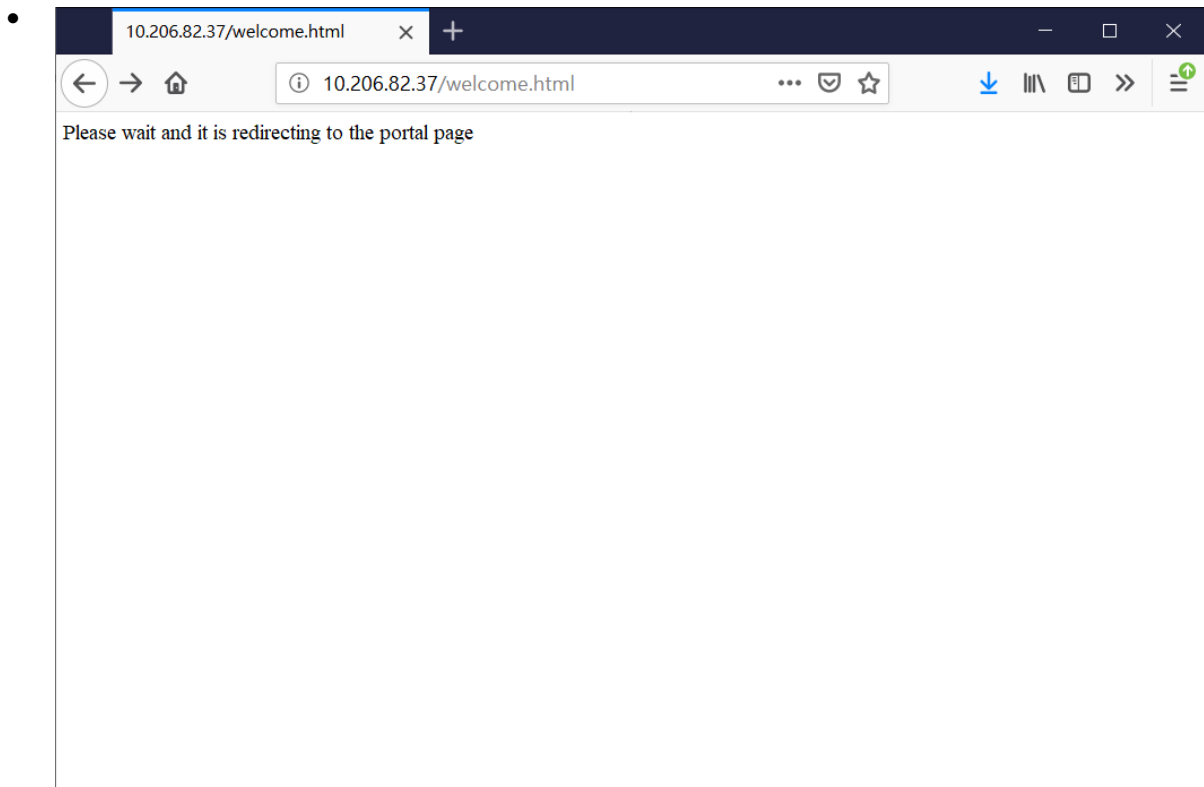 10.206.82.37/welcome.html
10.206.82.37/welcome.html
Please wait and it is redirecting to the portal page